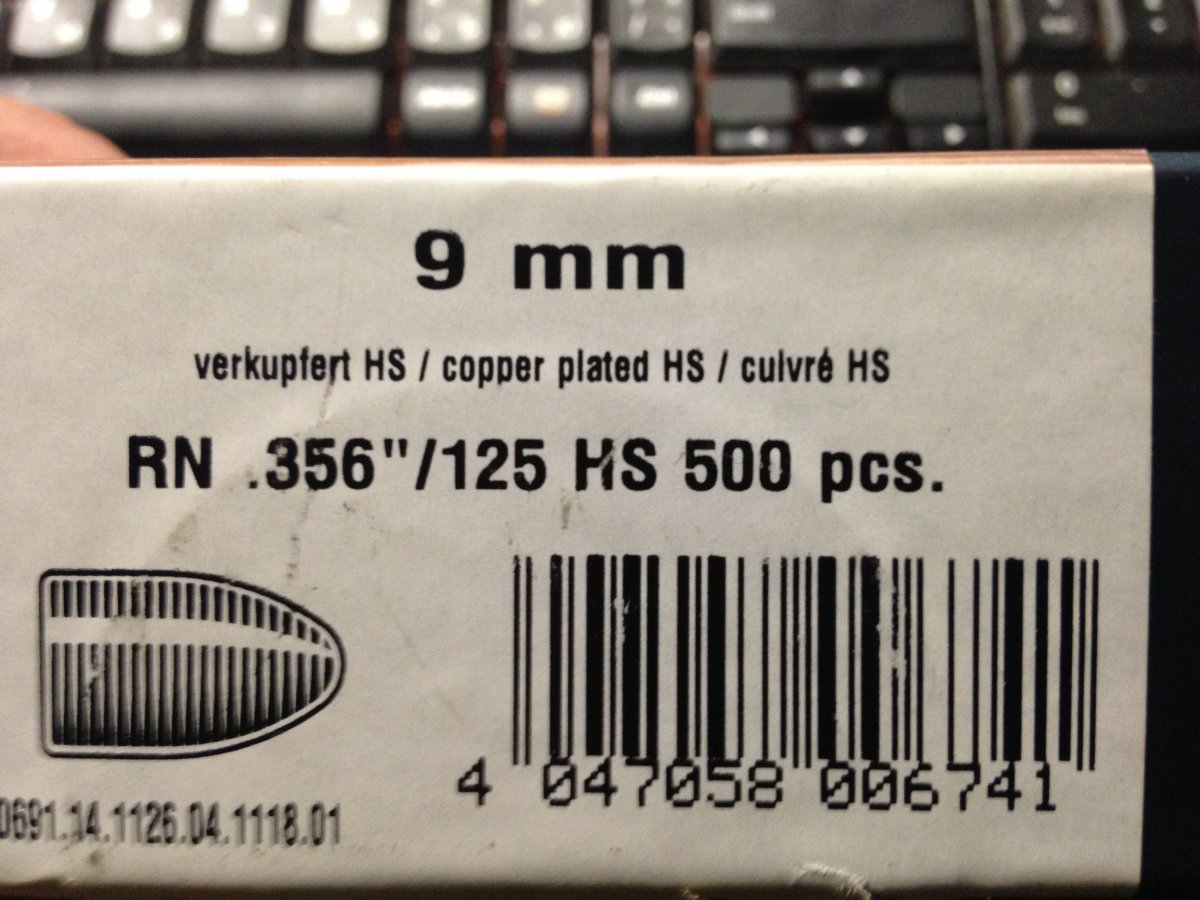 9 mm
verkupfert HS / copper plated HS / cuivré HS
RN .356"/125 HS 500 pcs.
4 047058 006741
0691.14.1126.04.1118.01